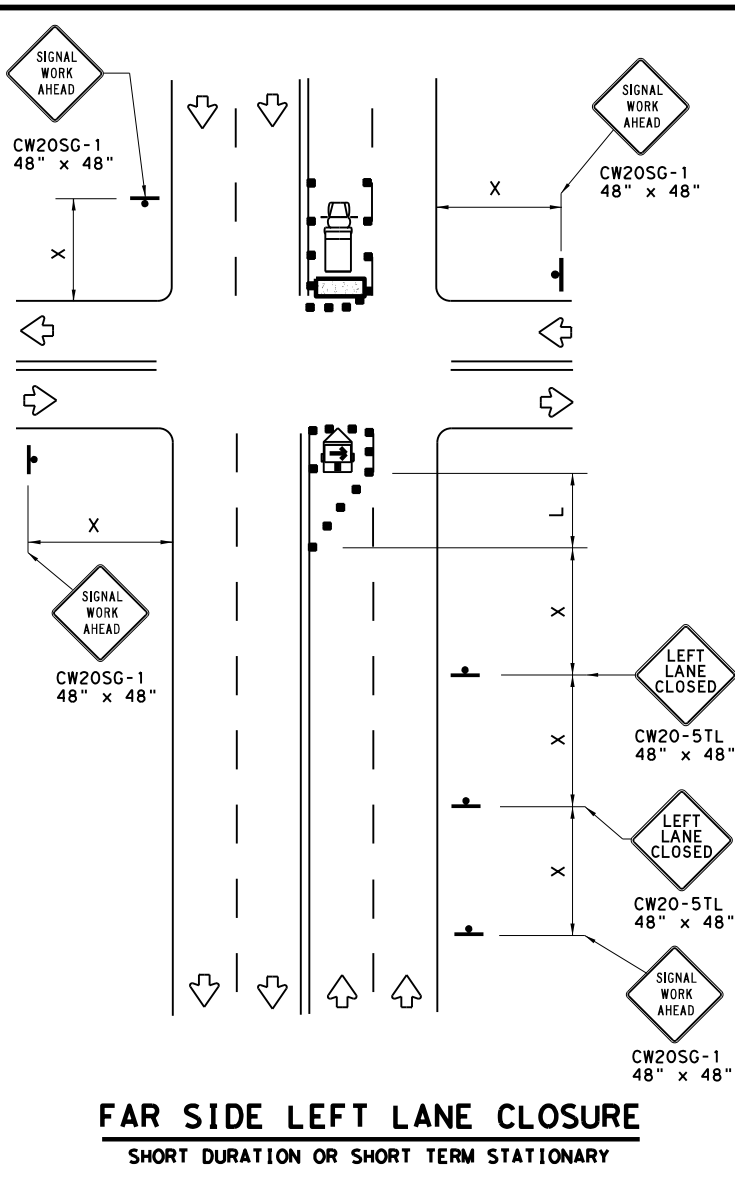 SIGNAL
WORK
AHEAD
CW20SG-1
48" x 48"
X
SIGNAL
WORK
AHEAD
CW20SG-1
48" x 48"
X
X
SIGNAL
WORK
AHEAD
CW20SG-1
48" x 48"
L
X
LEFT
LANE
CLOSED
CW20-5TL
48" x 48"
X
LEFT
LANE
CLOSED
CW20-5TL
48" x 48"
X
SIGNAL
WORK
AHEAD
CW20SG-1
48" x 48"
FAR SIDE LEFT LANE CLOSURE
SHORT DURATION OR SHORT TERM STATIONARY